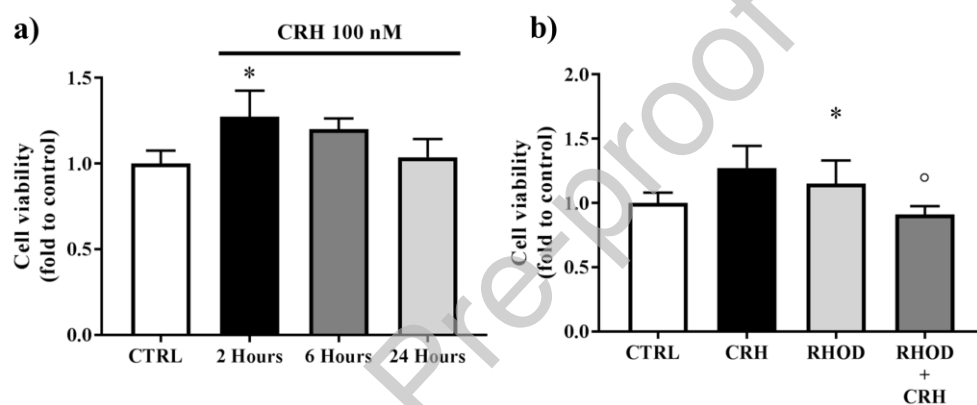 a)
CRH 100 nM
*
1.5
1.0
0.5
0.0
Cell viability
(fold to control)
CTRL 2 Hours 6 Hours 24 Hours
b)
2.0
1.5
1.0
0.5
0.0
Cell viability
(fold to control)
*
°
CTRL CRH RHOD RHOD
+
CRH
Pre-proof